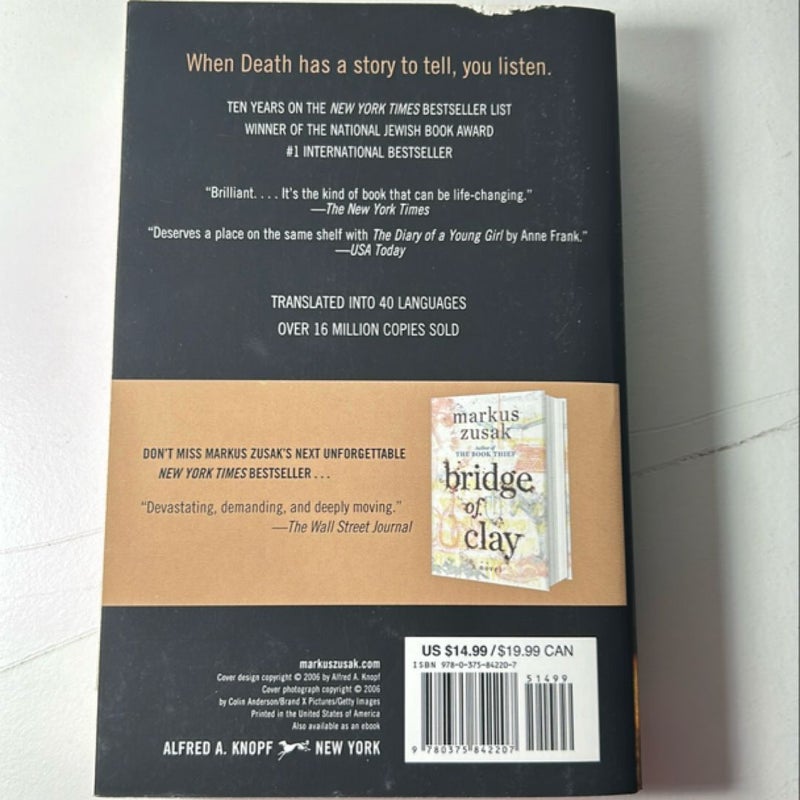 When Death has a story to tell, you listen.
TEN YEARS ON THE NEW YORK TIMES BESTSELLER LIST
WINNER OF THE NATIONAL JEWISH BOOK AWARD
#1 INTERNATIONAL BESTSELLER
“Brilliant. . . . It’s the kind of book that can be life-changing.”
—The New York Times
“Deserves a place on the same shelf with The Diary of a Young Girl by Anne Frank.”
—USA Today
TRANSLATED INTO 40 LANGUAGES
OVER 16 MILLION COPIES SOLD
DON’T MISS MARKUS ZUSAK’S NEXT UNFORGETTABLE
NEW YORK TIMES BESTSELLER . . .
“Devastating, demanding, and deeply moving.”
—The Wall Street Journal
markus
zusak
author of
THE BOOK THIEF
bridge
of
clay
a novel
markuszusak.com
Cover design copyright © 2006 by Alfred A. Knopf
Cover photograph copyright © 2006
by Colin Anderson/Brand X Pictures/Getty Images
Printed in the United States of America
Also available as an ebook
ALFRED A. KNOPF NEW YORK
US $14.99 / $19.99 CAN
ISBN 978-0-375-84220-7
51499
9 780375 842207